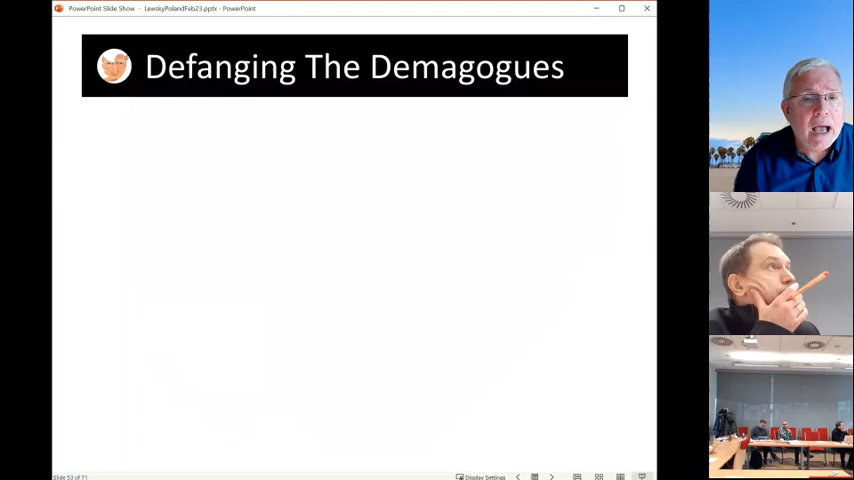 PowerPoint Slide Show - LewskyPolandFeb23.pptx - PowerPoint
Defanging The Demagogues
Slide 53 of 71
Display Settings